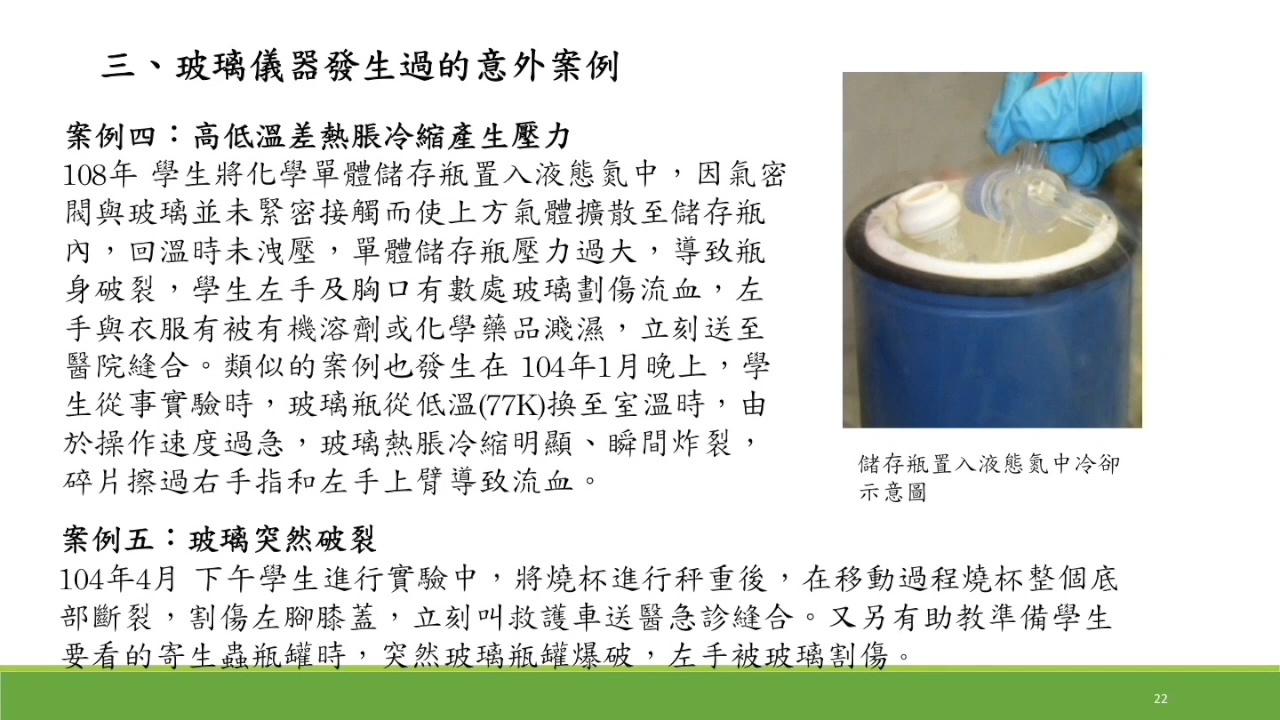 三、玻璃儀器發生過的意外案例
案例四：高低溫差熱脹冷縮產生壓力
108年 學生將化學單體儲存瓶置入液態氮中，因氣密
閥與玻璃並未緊密接觸而使上方氣體擴散至儲存瓶
內，回溫時未洩壓，單體儲存瓶壓力過大，導致瓶
身破裂，學生左手及胸口有數處玻璃劃傷流血，左
手與衣服有被有機溶劑或化學藥品濺濕，立刻送至
醫院縫合。類似的案例也發生在 104年1月晚上，學
生從事實驗時，玻璃瓶從低溫(77K)換至室溫時，由
於操作速度過急，玻璃熱脹冷縮明顯、瞬間炸裂，
碎片擦過右手指和左手上臂導致流血。
儲存瓶置入液態氮中冷卻
示意圖
案例五：玻璃突然破裂
104年4月 下午學生進行實驗中，將燒杯進行秤重後，在移動過程燒杯整個底
部斷裂，割傷左腳膝蓋，立刻叫救護車送醫急診縫合。又另有助教準備學生
要看的寄生蟲瓶罐時，突然玻璃瓶罐爆破，左手被玻璃割傷。
22